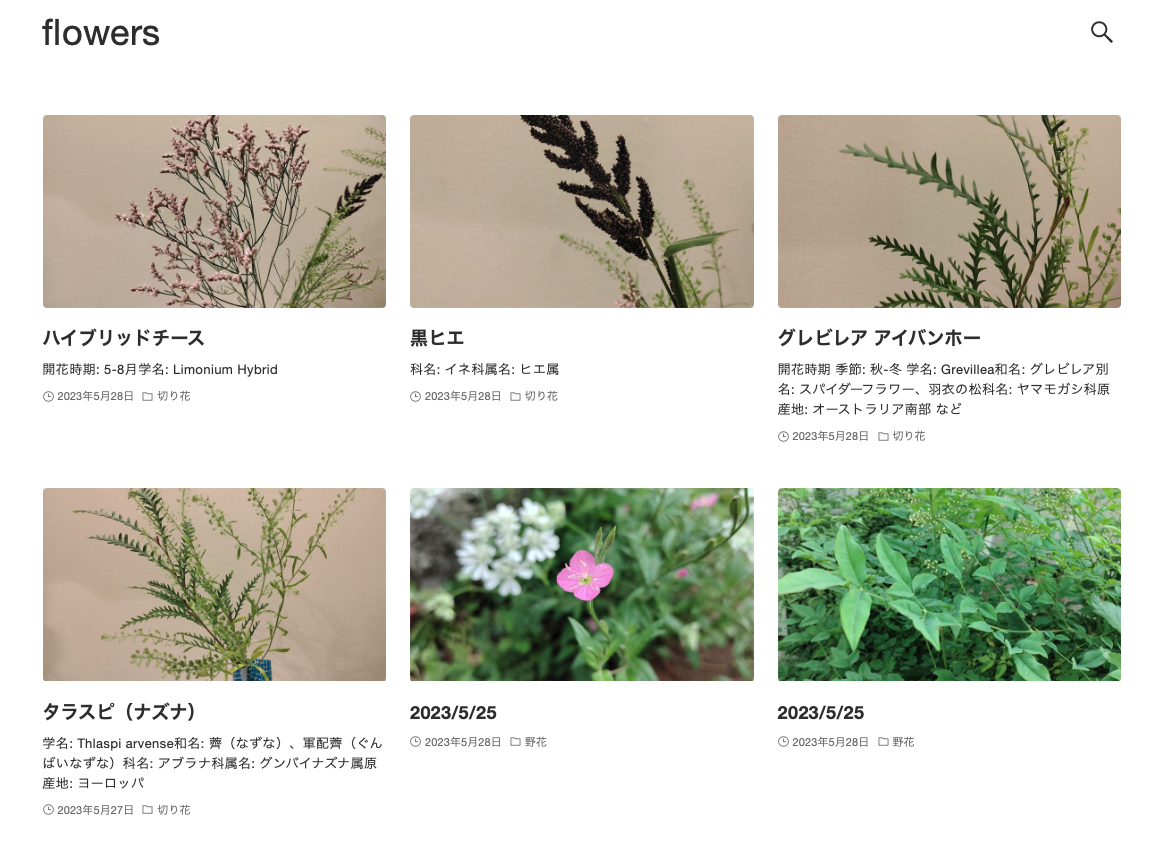 flowers
ハイブリッドチース
開花時期: 5-8月学名: Limonium Hybrid
2023年5月28日 切り花
黒ヒエ
科名: イネ科属名: ヒエ属
2023年5月28日 切り花
グレビレア アイバンホー
開花時期 季節: 秋-冬 学名: Grevillea和名: グレビレア別
名: スパイダーフラワー、羽衣の松科名: ヤマモガシ科原
産地: オーストラリア南部 など
2023年5月28日 切り花
タラスピ（ナズナ）
学名: Thlaspi arvense和名: 薺（なずな）、軍配薺（ぐん
ばいなずな）科名: アブラナ科属名: グンバイナズナ属原
産地: ヨーロッパ
2023年5月27日 切り花
2023/5/25
2023年5月28日 野花
2023/5/25
2023年5月28日 野花